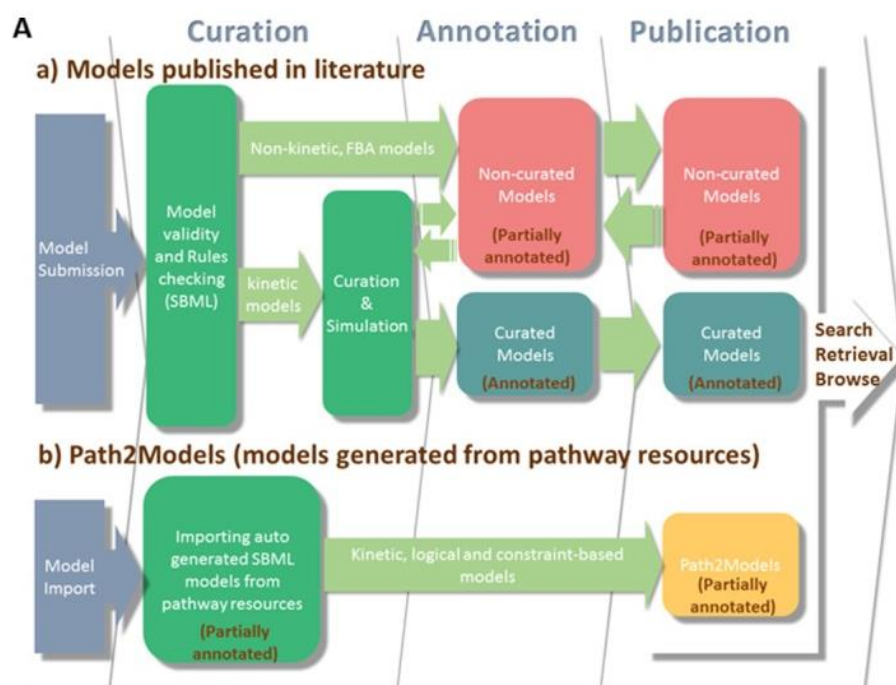 A
Curation
Annotation
Publication
a) Models published in literature
Model
Submission
Model
validity
and Rules
checking
(SBML)
Non-kinetic, FBA models
kinetic
models
Curation
&
Simulation
Non-curated
Models
(Partially
annotated)
Non-curated
Models
(Partially
annotated)
Curated
Models
(Annotated)
Curated
Models
(Annotated)
Search
Retrieval
Browse
b) Path2Models (models generated from pathway resources)
Model
Import
Importing auto
generated SBML
models from
pathway resources
(Partially
annotated)
Kinetic, logical and constraint-based
models
Path2Models
(Partially
annotated)